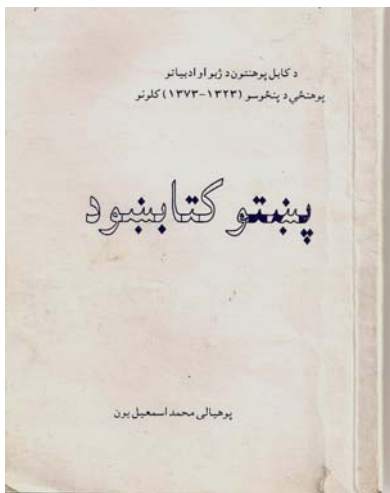 د کابل پوهنتون د ژبو او ادبیاتو
پوهنځي د پنځوسو (۱۳۲۳-۱۳۷۳) کلونو
پښتو کتابښود
پوهیالی محمد اسمعیل یون